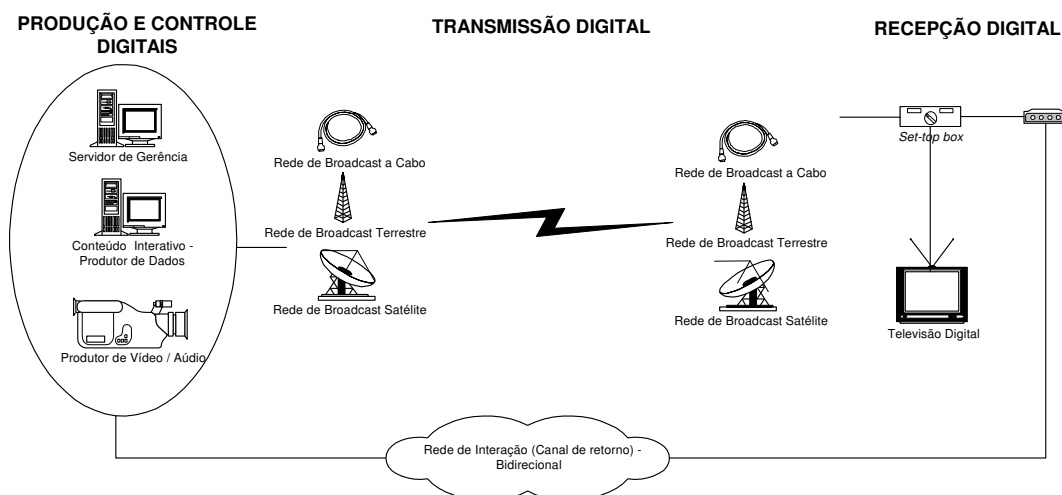 PRODUÇÃO E CONTROLE
DIGITAIS
TRANSMISSÃO DIGITAL
RECEPÇÃO DIGITAL
Servidor de Gerência
Conteúdo Interativo -
Produtor de Dados
Produtor de Vídeo / Aúdio
Rede de Broadcast a Cabo
Rede de Broadcast Terrestre
Rede de Broadcast Satélite
Rede de Broadcast a Cabo
Rede de Broadcast Terrestre
Rede de Broadcast Satélite
Set-top box
Televisão Digital
Rede de Interação (Canal de retorno) -
Bidirecional